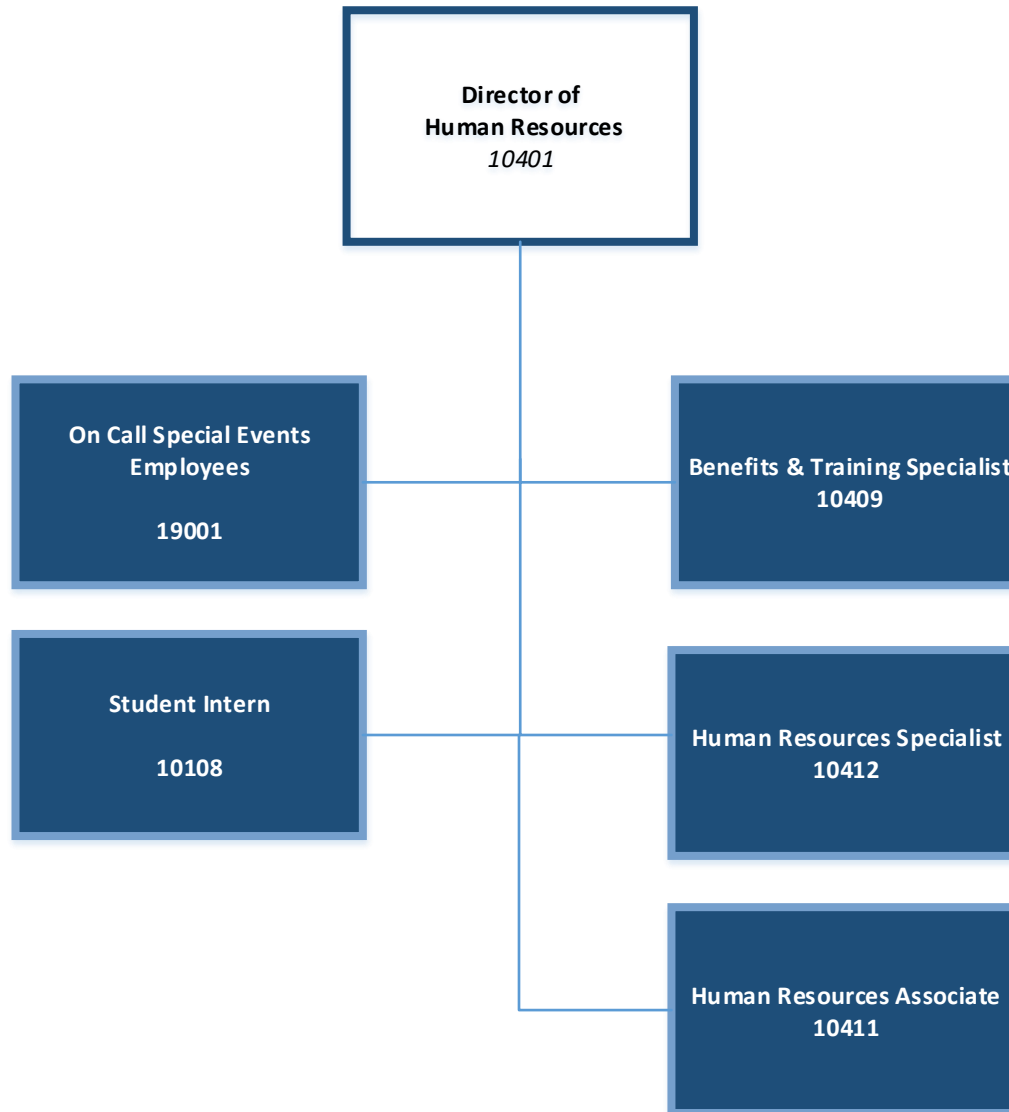 Director of
Human Resources
10401
On Call Special Events
Employees
19001
Benefits & Training Specialist
10409
Student Intern
10108
Human Resources Specialist
10412
Human Resources Associate
10411